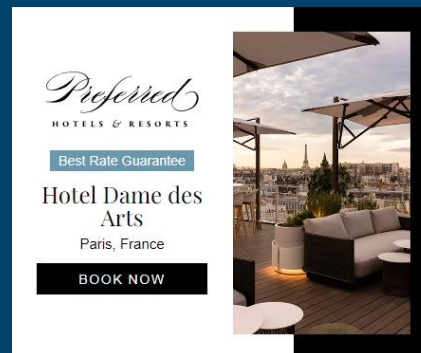 Preferred
HOTELS & RESORTS
Best Rate Guarantee
Hotel Dame des
Arts
Paris, France
BOOK NOW